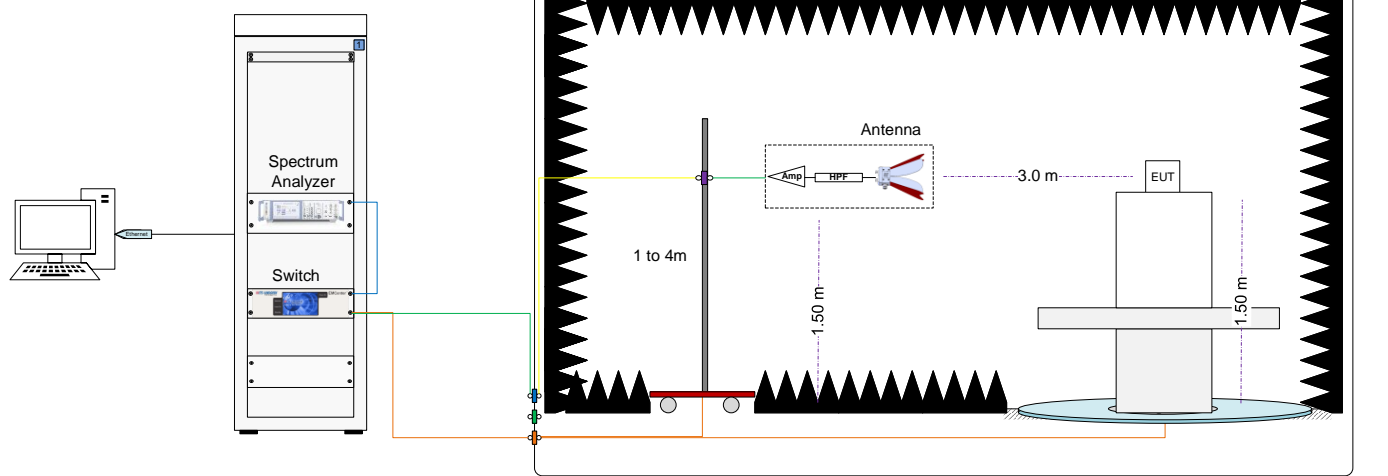 1
Spectrum
Analyzer
Ethernet
Switch
Antenna
Amp
HPF
3.0 m
EUT
1 to 4m
1.50 m
1.50 m